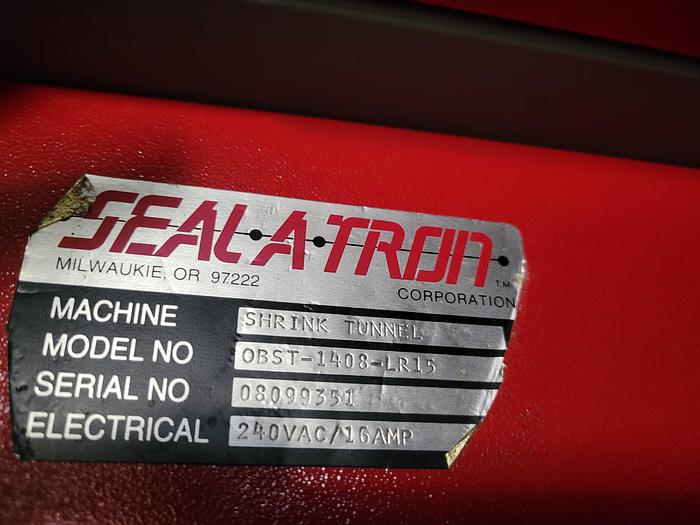 SEAL•A•TRON
TM
MILWAUKIE, OR 97222
CORPORATION
MACHINE SHRINK TUNNEL
MODEL NO OBST-1408-LR15
SERIAL NO 08099351
ELECTRICAL 240VAC/16AMP